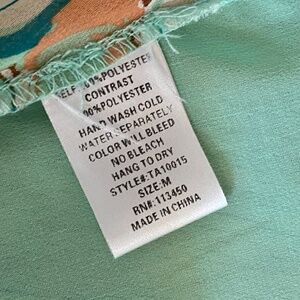 100%POLYESTER
CONTRAST
100%POLYESTER
HAND WASH COLD
WATER SEPARATELY
COLOR WILL BLEED
NO BLEACH
HANG TO DRY
STYLE#:TA10015
SIZE:M
RN#:113450
MADE IN CHINA